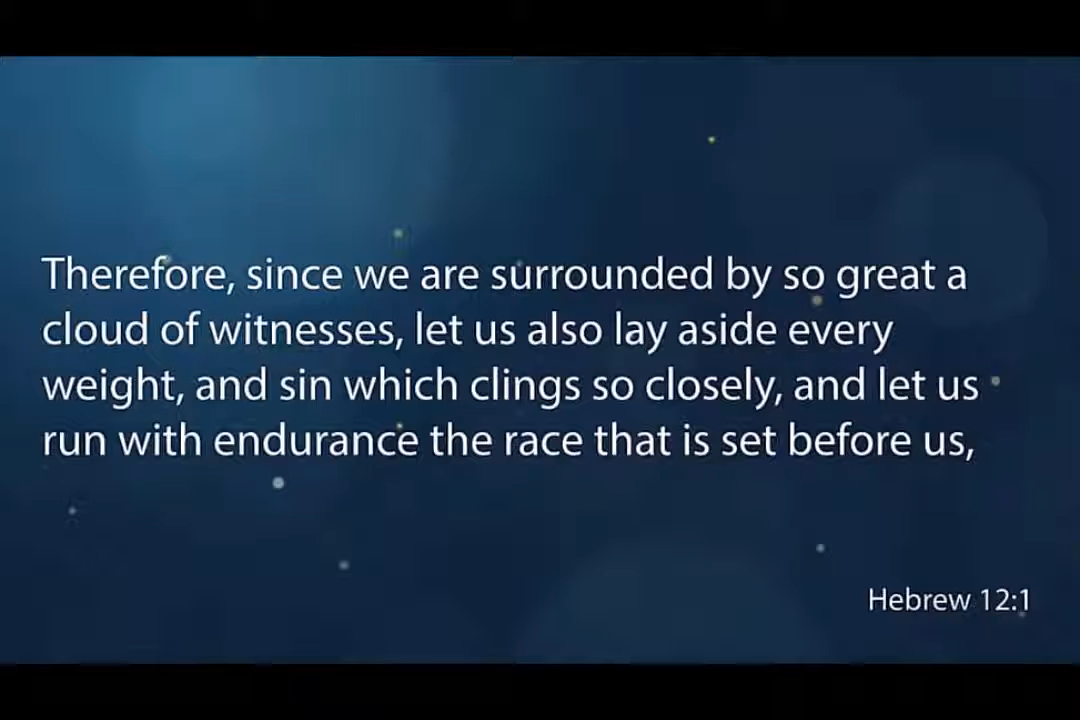 Therefore, since we are surrounded by so great a
cloud of witnesses, let us also lay aside every
weight, and sin which clings so closely, and let us
run with endurance the race that is set before us,
Hebrew 12:1